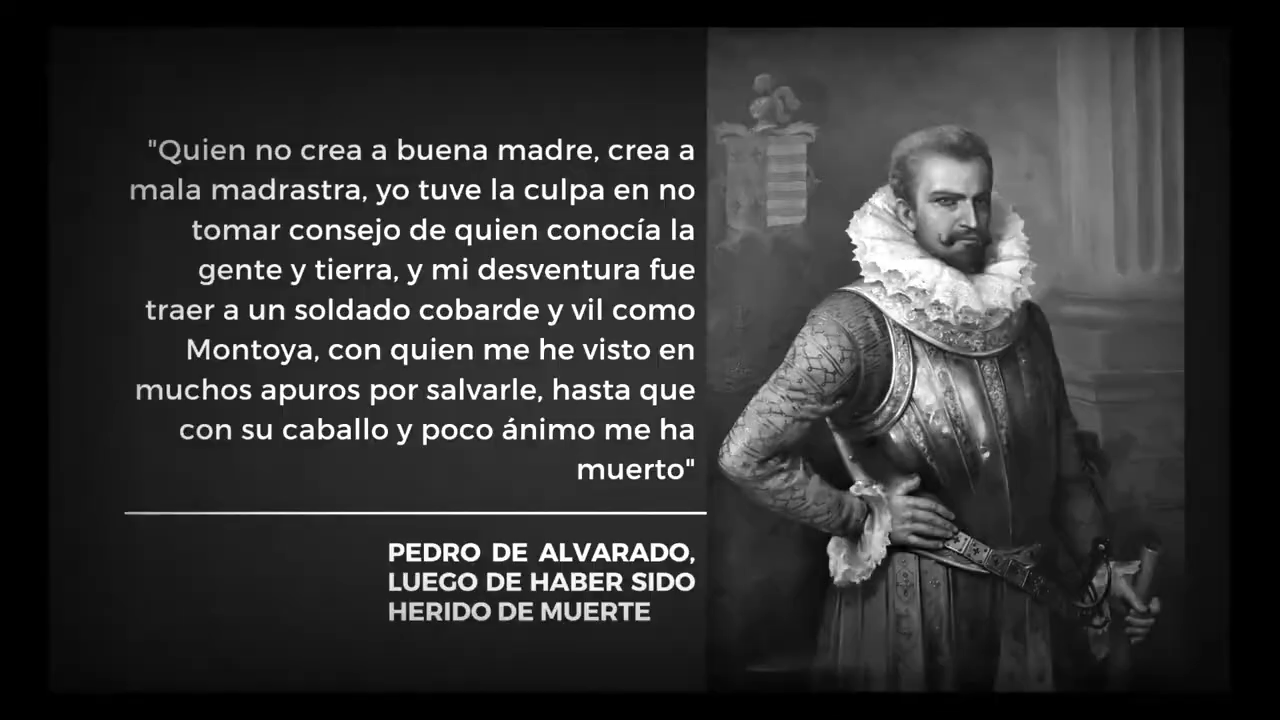 "Quien no crea a buena madre, crea a
mala madrastra, yo tuve la culpa en no
tomar consejo de quien conocía la
gente y tierra, y mi desventura fue
traer a un soldado cobarde y vil como
Montoya, con quien me he visto en
muchos apuros por salvarle, hasta que
con su caballo y poco ánimo me ha
muerto"
PEDRO DE ALVARADO,
LUEGO DE HABER SIDO
HERIDO DE MUERTE